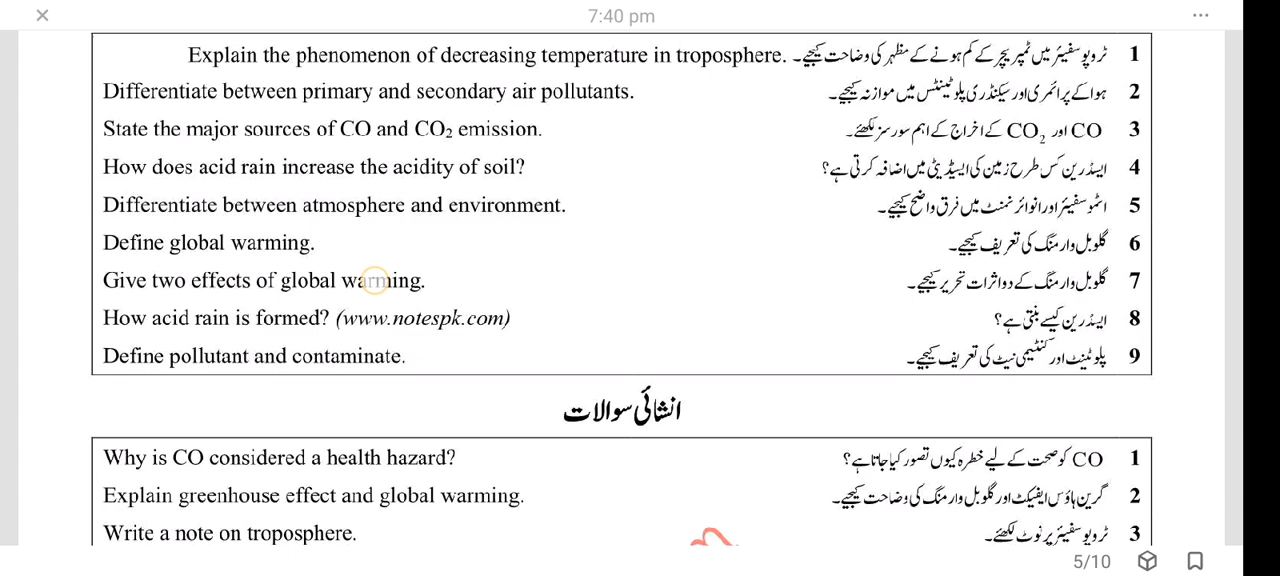 7:40 pm
Explain the phenomenon of decreasing temperature in troposphere. ٹروپوسفیئر میں ٹمپریچر کے کم ہونے کے مظہر کی وضاحت کیجیے۔ 1
Differentiate between primary and secondary air pollutants. ہوا کے پرائمری اور سیکنڈری پلوٹینٹس میں موازنہ کیجیے۔ 2
State the major sources of CO and CO₂ emission. CO اور CO₂ کے اخراج کے اہم سورسز لکھئے۔ 3
How does acid rain increase the acidity of soil? ایسڈ رین کس طرح زمین کی ایسیڈیٹی میں اضافہ کرتی ہے؟ 4
Differentiate between atmosphere and environment. اٹموسفیئر اور انوائرنمنٹ میں فرق واضح کیجیے۔ 5
Define global warming. گلوبل وارمنگ کی تعریف کیجیے۔ 6
Give two effects of global warming. گلوبل وارمنگ کے دو اثرات تحریر کیجیے۔ 7
How acid rain is formed? (www.notespk.com) ایسڈ رین کیسے بنتی ہے؟ 8
Define pollutant and contaminate. پلوٹینٹ اور کنٹیمی نیٹ کی تعریف کیجیے۔ 9
انشائی سوالات
Why is CO considered a health hazard? CO کو صحت کے لیے خطرہ کیوں تصور کیا جاتا ہے؟ 1
Explain greenhouse effect and global warming. گرین ہاؤس ایفیکٹ اور گلوبل وارمنگ کی وضاحت کیجیے۔ 2
Write a note on troposphere. ٹروپوسفیئر پر نوٹ لکھئے۔ 3
5/10